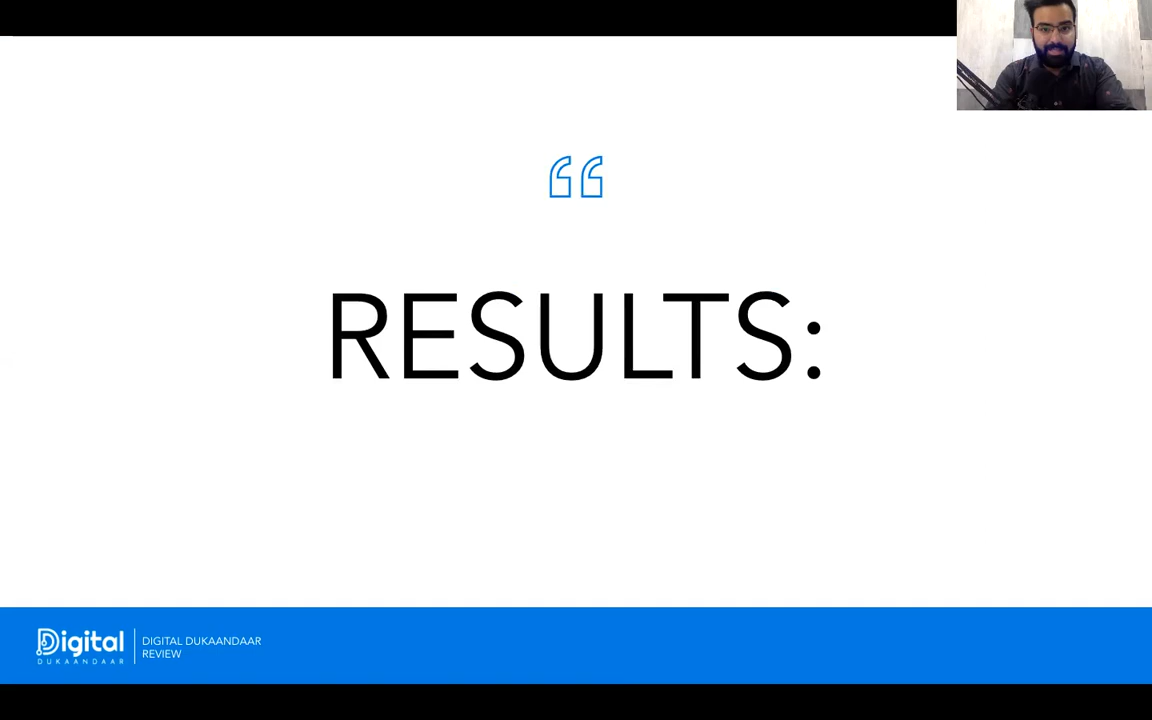 “
RESULTS:
Digital
DUKAANDAAR
DIGITAL DUKAANDAAR
REVIEW